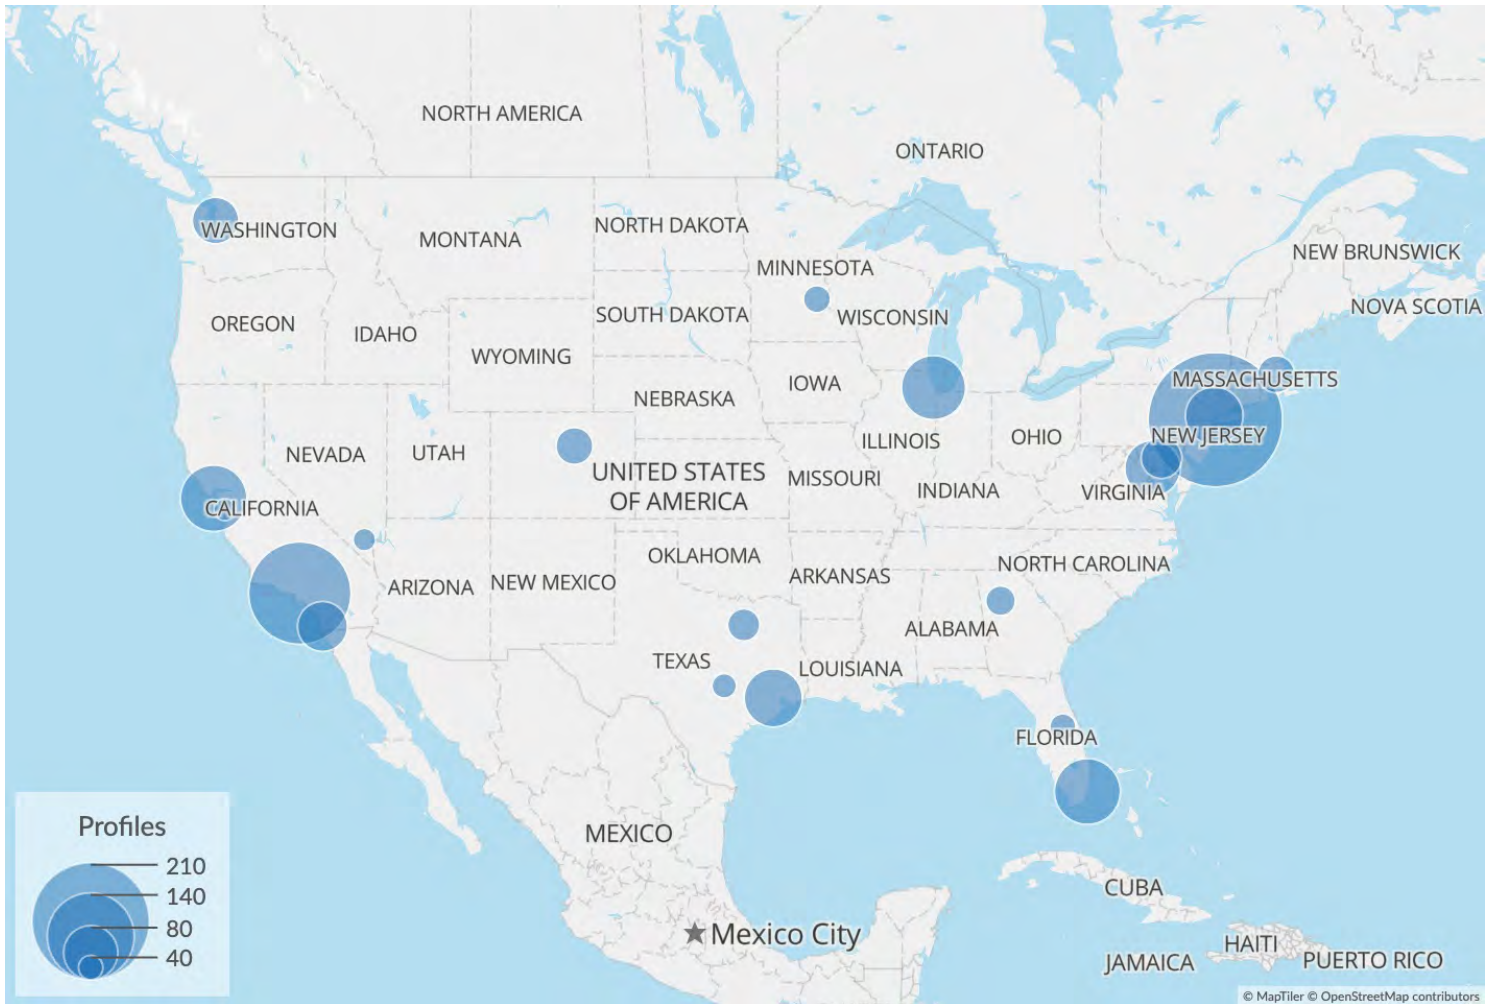 NORTH AMERICA
ONTARIO
WASHINGTON
MONTANA
NORTH DAKOTA
NEW BRUNSWICK
MINNESOTA
NOVA SCOTIA
OREGON
IDAHO
SOUTH DAKOTA
WISCONSIN
WYOMING
MASSACHUSETTS
NEBRASKA
IOWA
NEVADA
UTAH
ILLINOIS
OHIO
NEW JERSEY
UNITED STATES
OF AMERICA
MISSOURI
INDIANA
VIRGINIA
CALIFORNIA
OKLAHOMA
ARKANSAS
NORTH CAROLINA
ARIZONA
NEW MEXICO
ALABAMA
TEXAS
LOUISIANA
FLORIDA
MEXICO
CUBA
Mexico City
HAITI
JAMAICA
PUERTO RICO
Profiles
210
140
80
40
© MapTiler © OpenStreetMap contributors